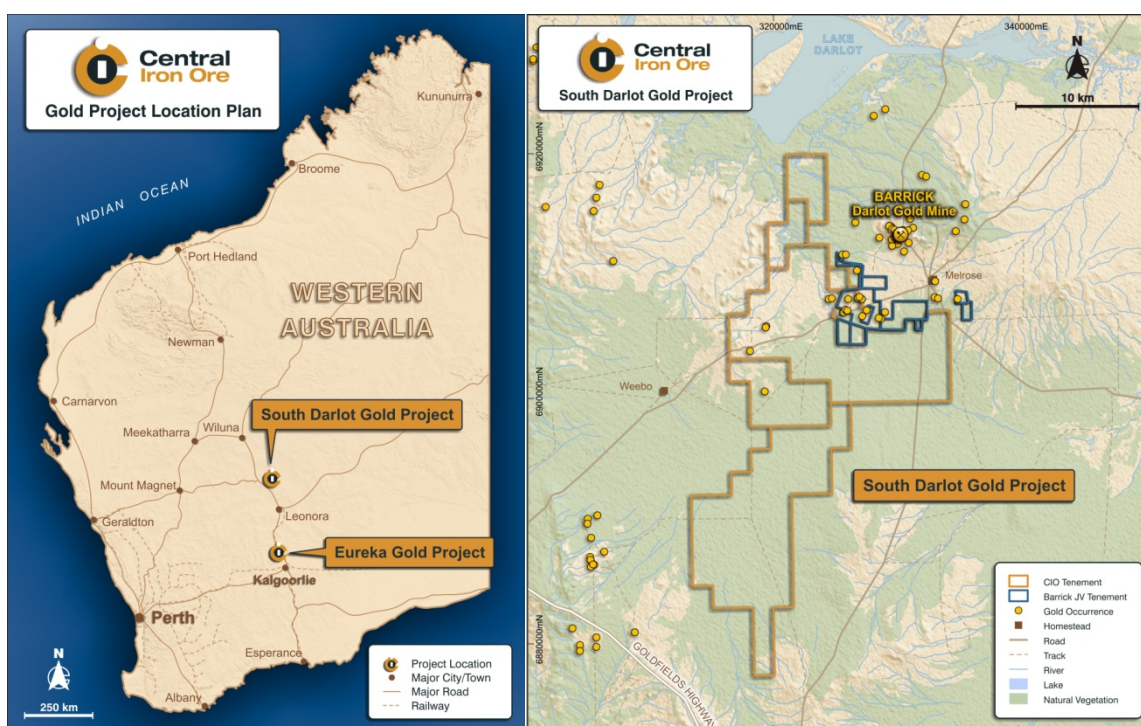 Central
Iron Ore
Gold Project Location Plan
Kununurra
Broome
INDIAN OCEAN
Port Hedland
WESTERN
AUSTRALIA
Newman
Carnarvon
South Darlot Gold Project
Meekatharra
Wiluna
Mount Magnet
Leonora
Geraldton
Eureka Gold Project
Kalgoorlie
Perth
Esperance
Albany
N
250 km
Project Location
Major City/Town
Major Road
Railway
Central
Iron Ore
South Darlot Gold Project
320000mE
340000mE
LAKE
DARLOT
N
10 km
6920000mN
BARRICK
Darlot Gold Mine
Melrose
Weebo
6900000mN
South Darlot Gold Project
6880000mN
GOLDFIELDS HIGHWAY
CIO Tenement
Barrick JV Tenement
Gold Occurrence
Homestead
Road
Track
River
Lake
Natural Vegetation